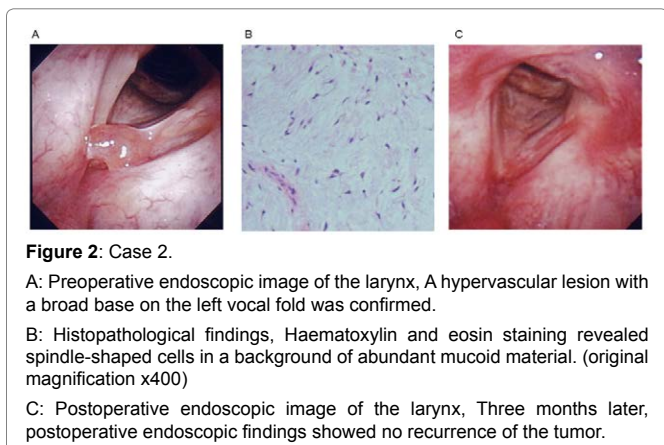 A B C
Figure 2: Case 2.
A: Preoperative endoscopic image of the larynx, A hypervascular lesion with
a broad base on the left vocal fold was confirmed.
B: Histopathological findings, Haematoxylin and eosin staining revealed
spindle-shaped cells in a background of abundant mucoid material. (original
magnification x400)
C: Postoperative endoscopic image of the larynx, Three months later,
postoperative endoscopic findings showed no recurrence of the tumor.